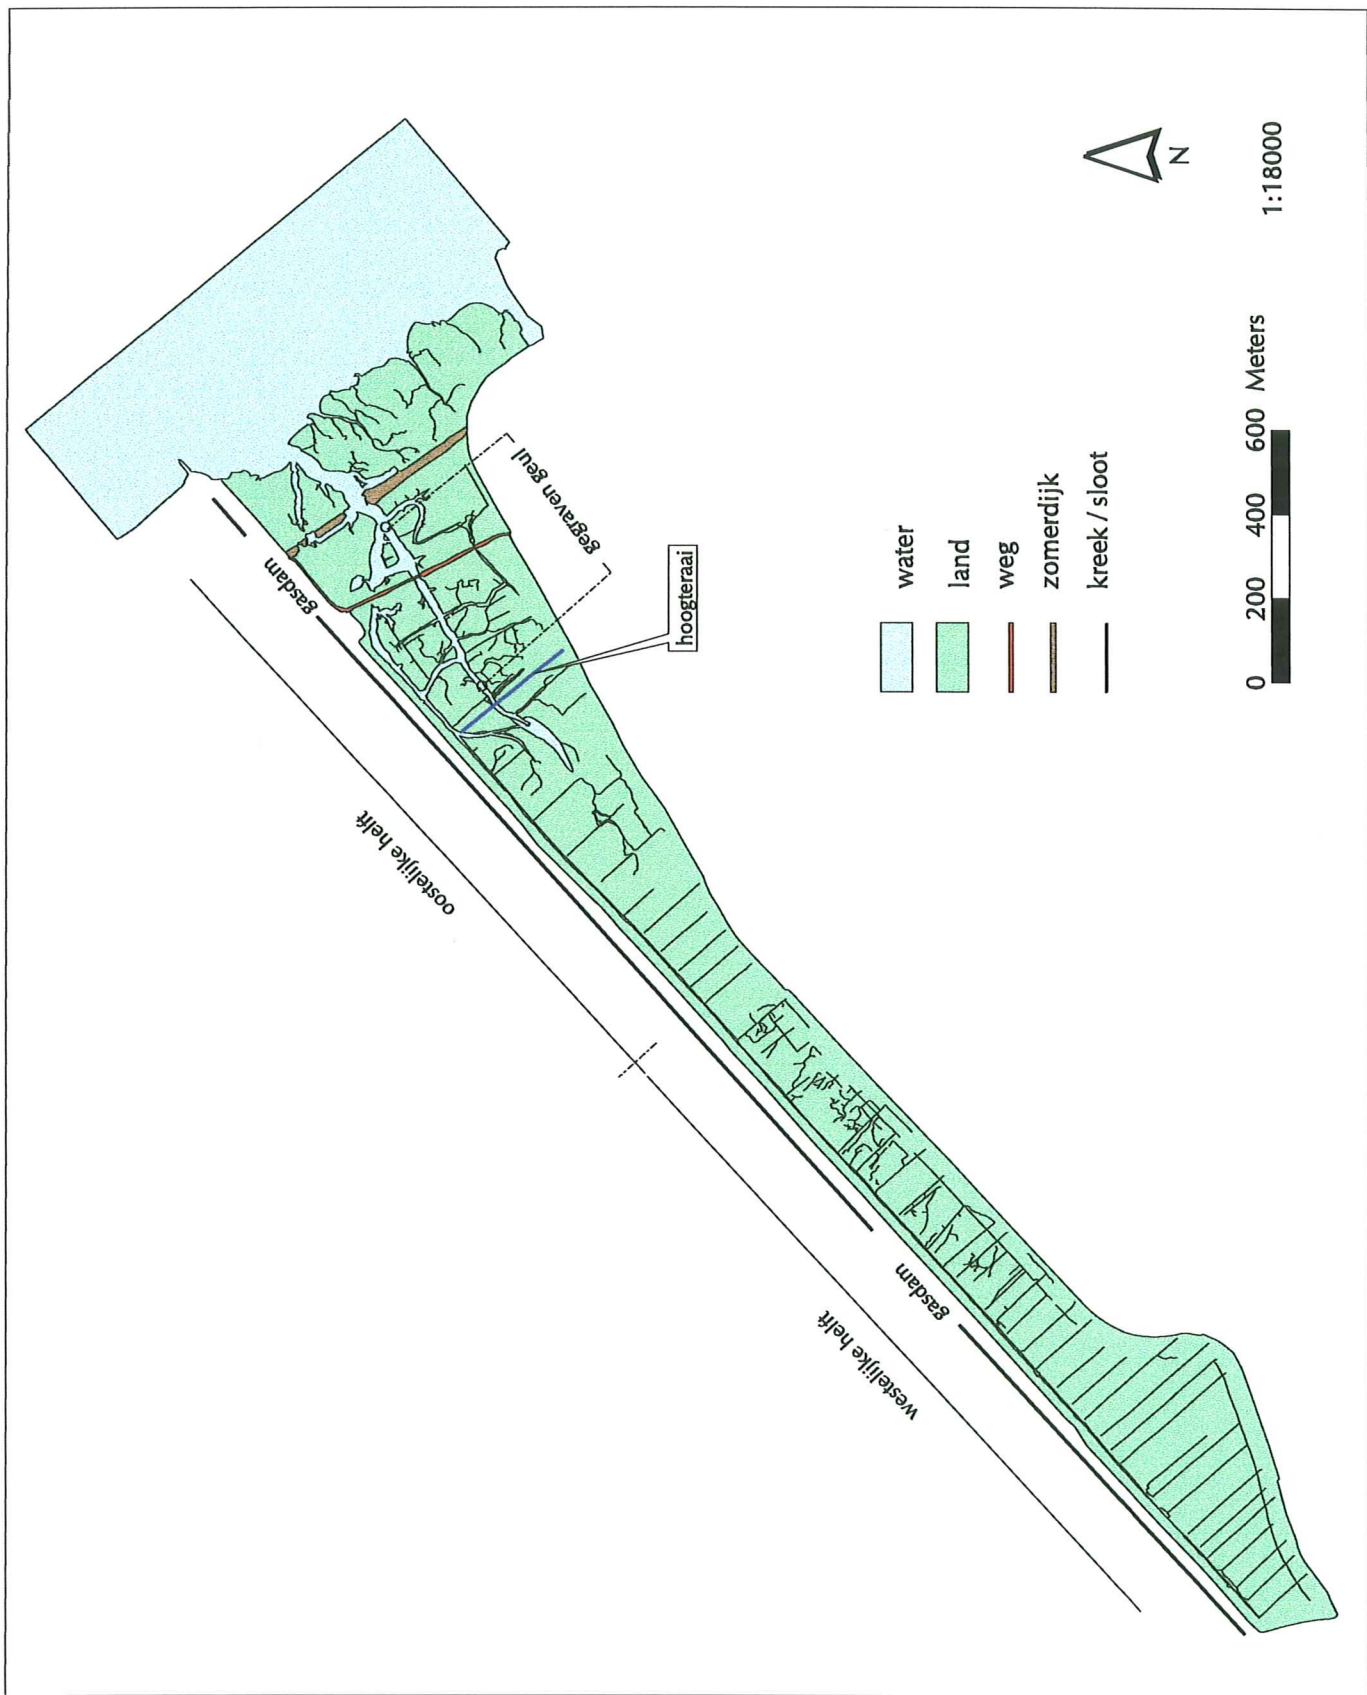 N
1:18000
gasdam
gegraven geul
hoogteraai
oostelijke helft
water
land
weg
zomerdijk
kreek / sloot
0 200 400 600 Meters
gasdam
westelijke helft